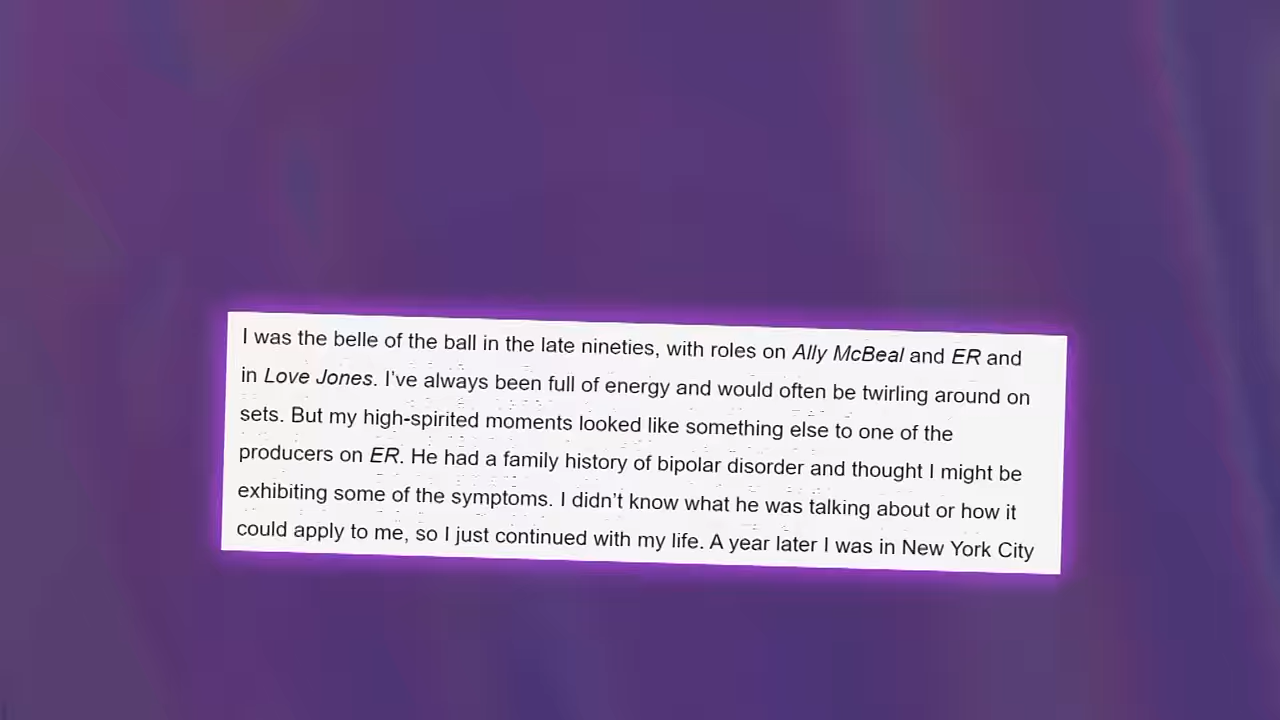 I was the belle of the ball in the late nineties, with roles on Ally McBeal and ER and
in Love Jones. I’ve always been full of energy and would often be twirling around on
sets. But my high-spirited moments looked like something else to one of the
producers on ER. He had a family history of bipolar disorder and thought I might be
exhibiting some of the symptoms. I didn’t know what he was talking about or how it
could apply to me, so I just continued with my life. A year later I was in New York City